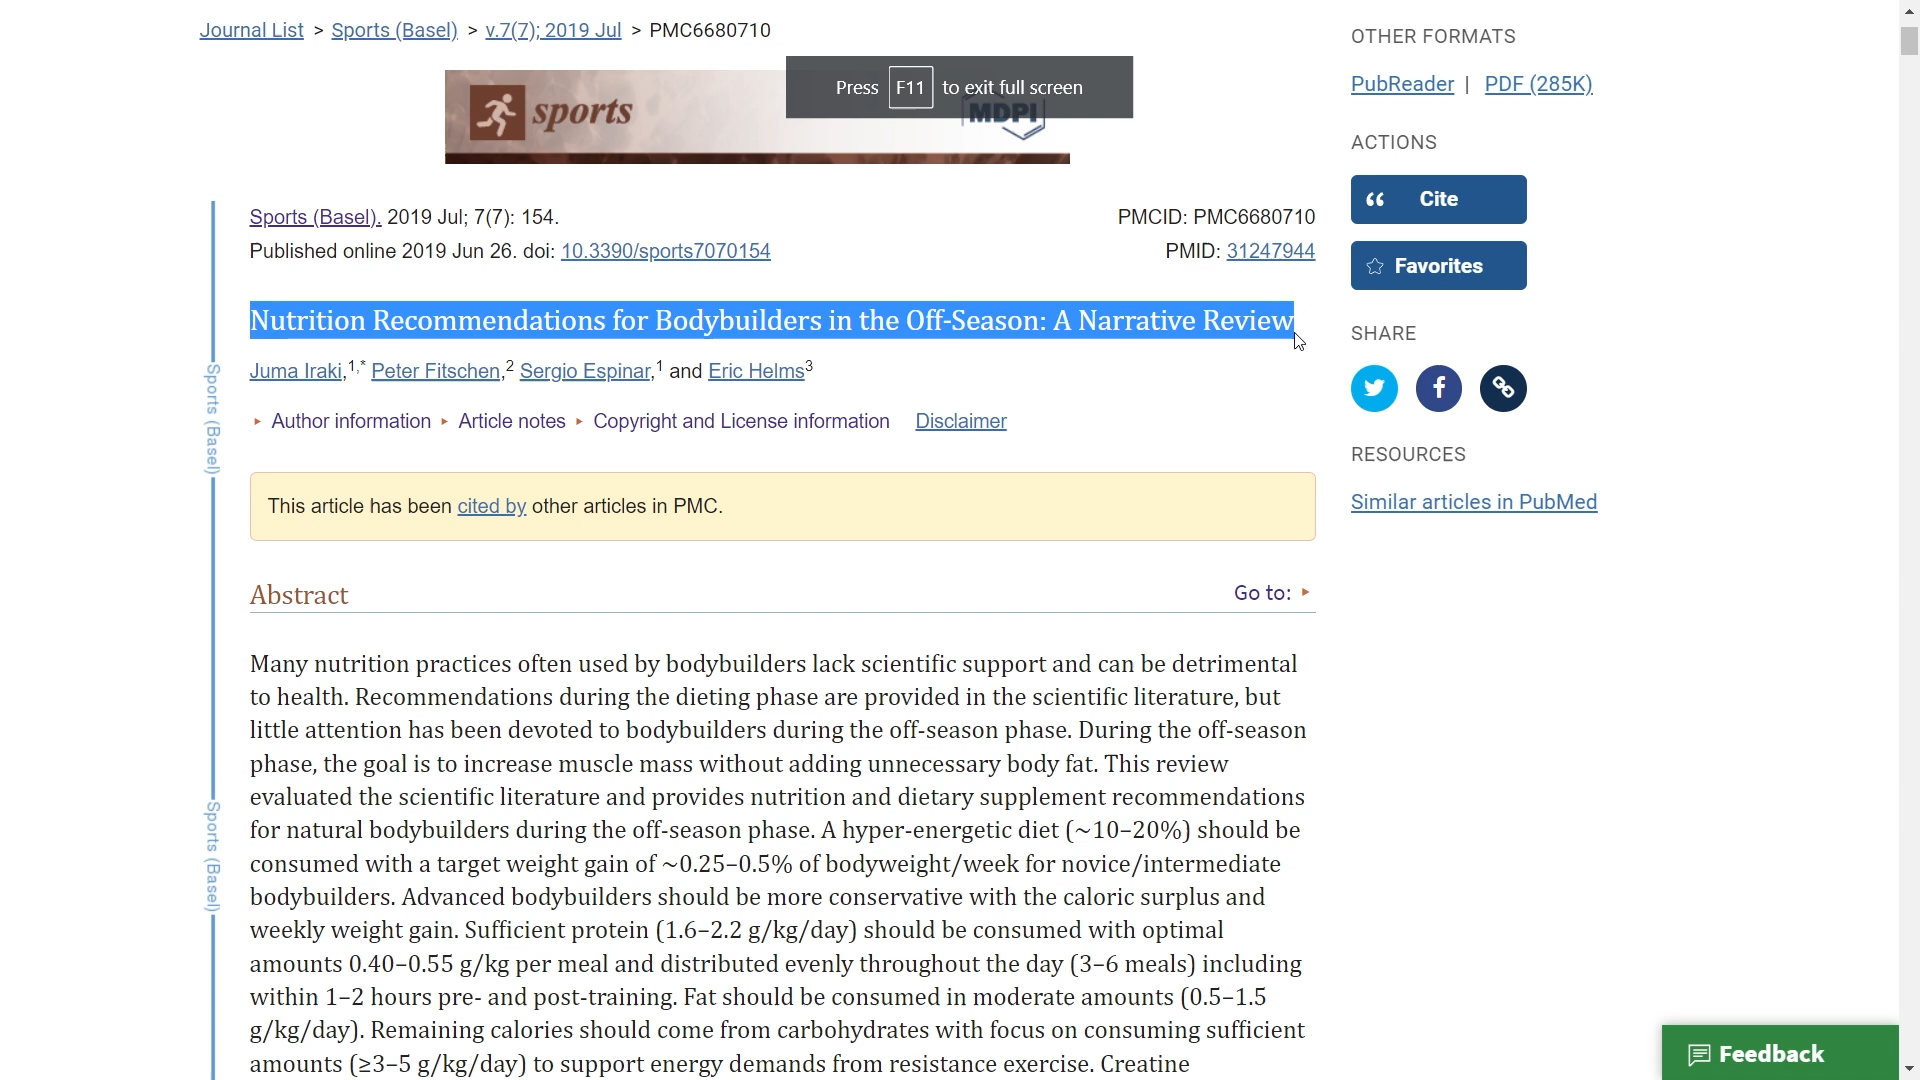 Journal List > Sports (Basel) > v.7(7); 2019 Jul > PMC6680710
Press F11 to exit full screen
sports
MDPI
Sports (Basel). 2019 Jul; 7(7): 154.
Published online 2019 Jun 26. doi: 10.3390/sports7070154
PMCID: PMC6680710
PMID: 31247944
Nutrition Recommendations for Bodybuilders in the Off-Season: A Narrative Review
Juma Iraki,1,* Peter Fitschen,2 Sergio Espinar,1 and Eric Helms3
Author information Article notes Copyright and License information Disclaimer
This article has been cited by other articles in PMC.
Abstract
Go to:
Many nutrition practices often used by bodybuilders lack scientific support and can be detrimental
to health. Recommendations during the dieting phase are provided in the scientific literature, but
little attention has been devoted to bodybuilders during the off-season phase. During the off-season
phase, the goal is to increase muscle mass without adding unnecessary body fat. This review
evaluated the scientific literature and provides nutrition and dietary supplement recommendations
for natural bodybuilders during the off-season phase. A hyper-energetic diet (~10–20%) should be
consumed with a target weight gain of ~0.25–0.5% of bodyweight/week for novice/intermediate
bodybuilders. Advanced bodybuilders should be more conservative with the caloric surplus and
weekly weight gain. Sufficient protein (1.6–2.2 g/kg/day) should be consumed with optimal
amounts 0.40–0.55 g/kg per meal and distributed evenly throughout the day (3–6 meals) including
within 1–2 hours pre- and post-training. Fat should be consumed in moderate amounts (0.5–1.5
g/kg/day). Remaining calories should come from carbohydrates with focus on consuming sufficient
amounts (≥3–5 g/kg/day) to support energy demands from resistance exercise. Creatine
Sports (Basel)
Sports (Basel)
OTHER FORMATS
PubReader | PDF (285K)
ACTIONS
Cite
Favorites
SHARE
RESOURCES
Similar articles in PubMed
Feedback